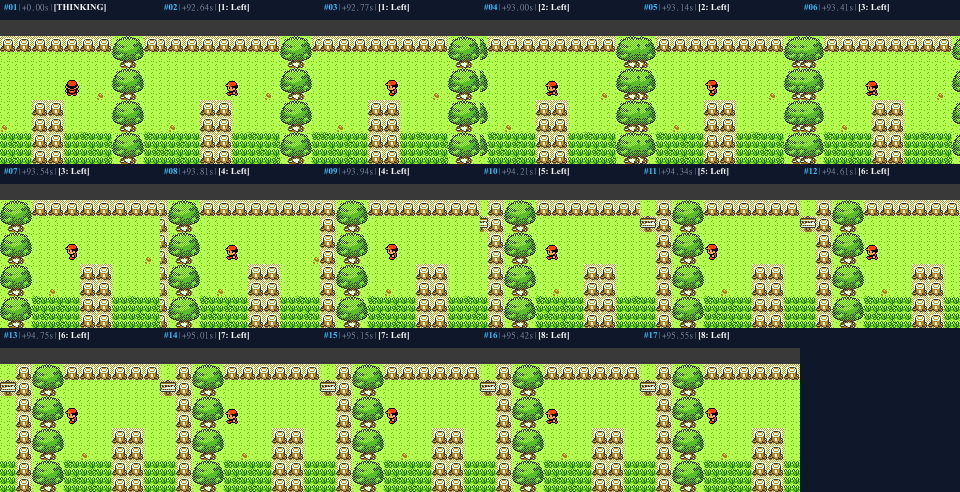 #01 | +0.00s | [THINKING]
#02 | +92.64s | [1: Left]
#03 | +92.77s | [1: Left]
#04 | +93.00s | [2: Left]
#05 | +93.14s | [2: Left]
#06 | +93.41s | [3: Left]
#07 | +93.54s | [3: Left]
#08 | +93.81s | [4: Left]
#09 | +93.94s | [4: Left]
#10 | +94.21s | [5: Left]
#11 | +94.34s | [5: Left]
#12 | +94.61s | [6: Left]
#13 | +94.75s | [6: Left]
#14 | +95.01s | [7: Left]
#15 | +95.15s | [7: Left]
#16 | +95.42s | [8: Left]
#17 | +95.55s | [8: Left]